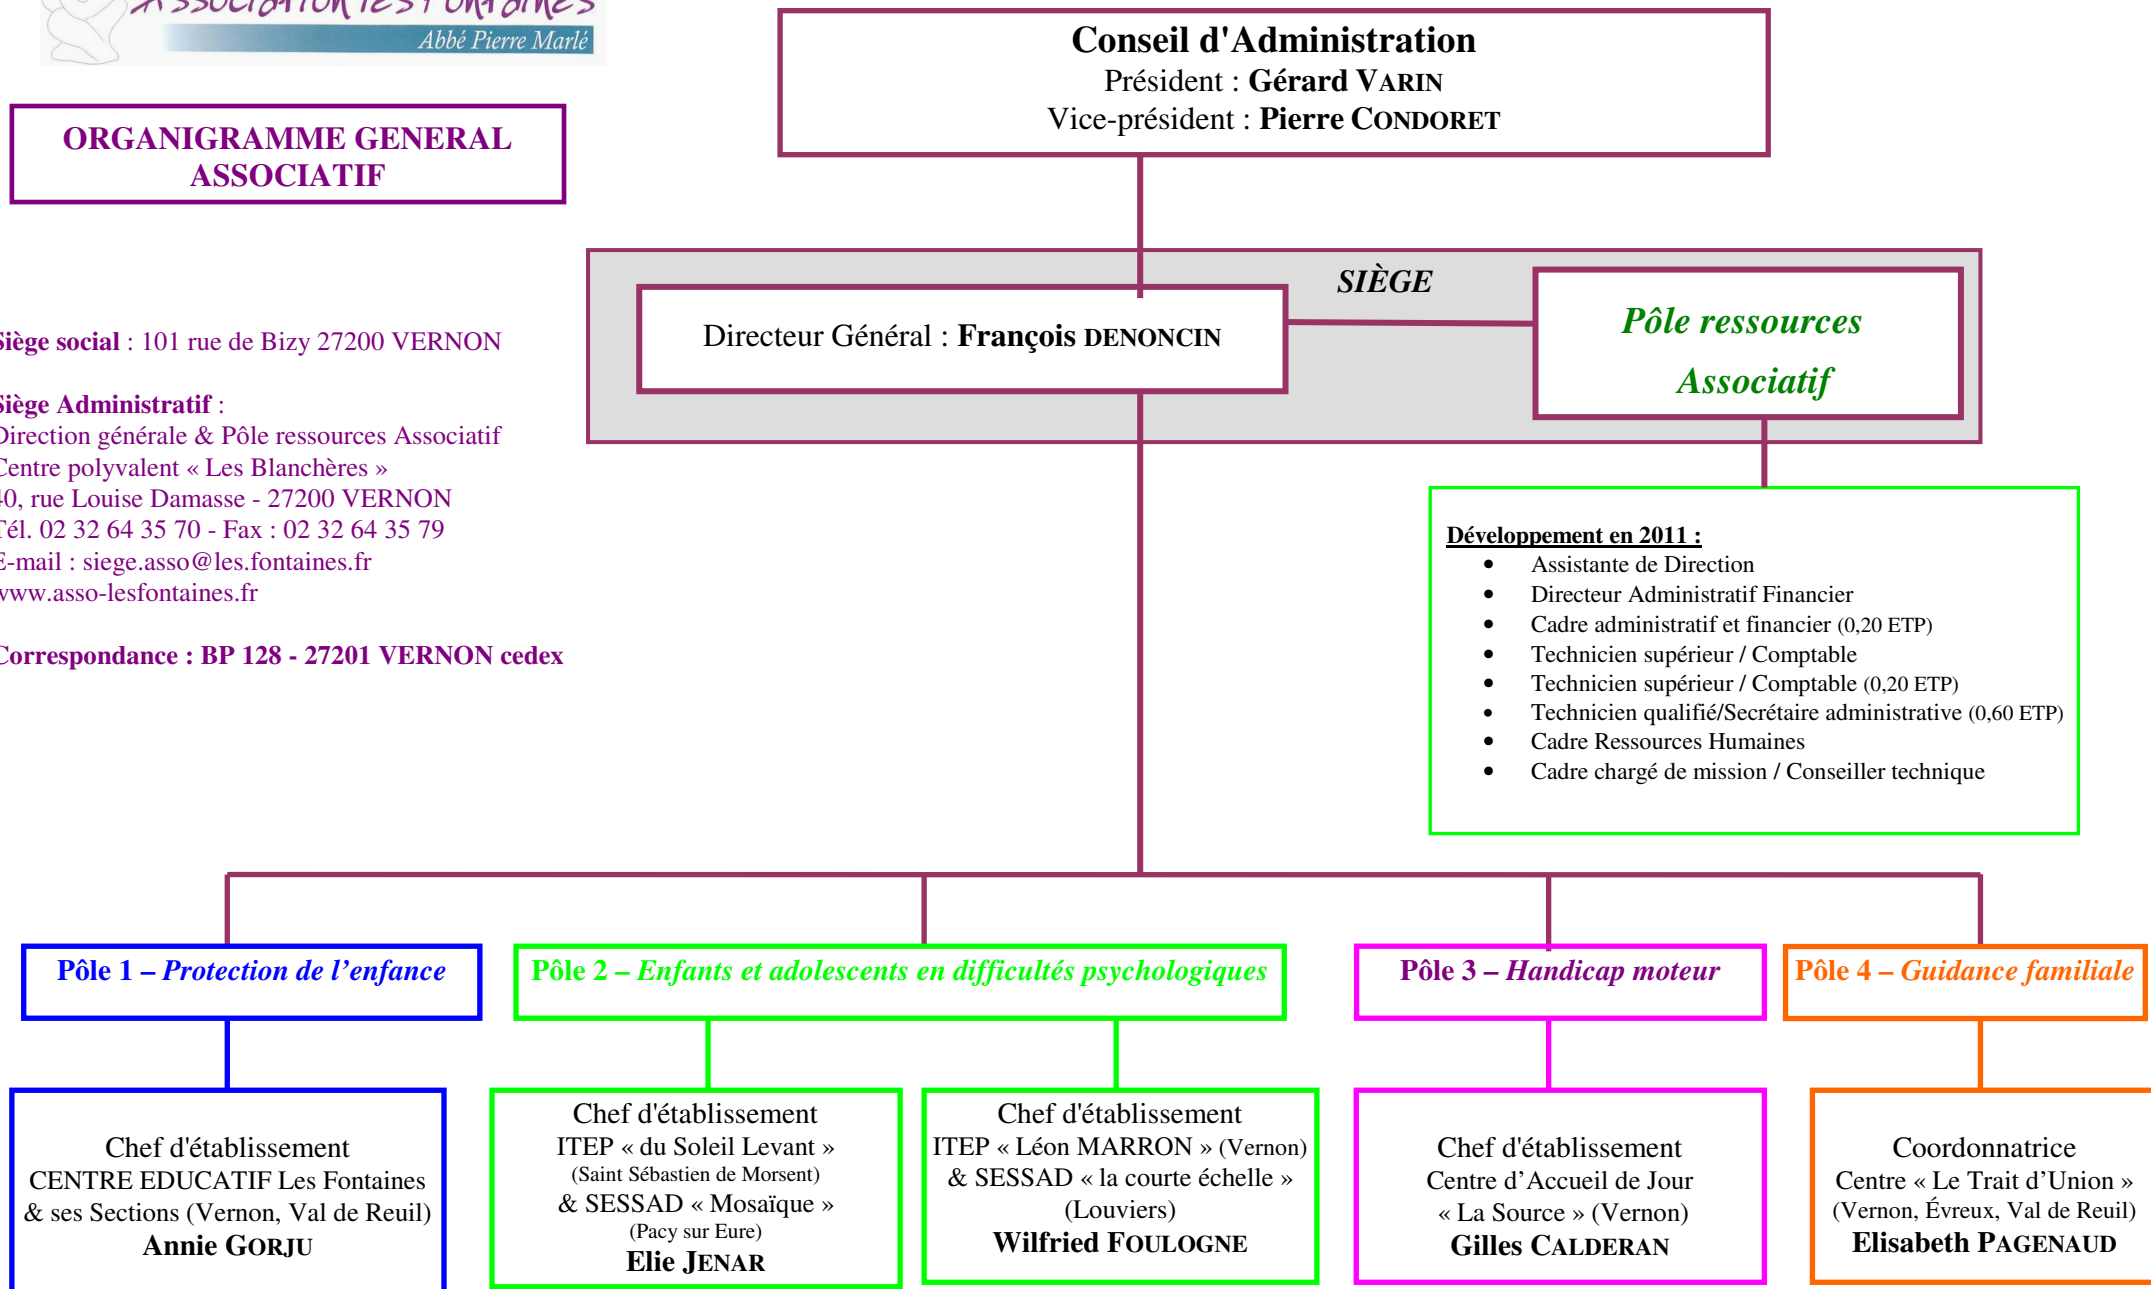 Association les Fontaines
Abbé Pierre Marlé
ORGANIGRAMME GENERAL
ASSOCIATIF
Siège social : 101 rue de Bizy 27200 VERNON
Siège Administratif :
Direction générale & Pôle ressources Associatif
Centre polyvalent « Les Blanchères »
40, rue Louise Damasse - 27200 VERNON
Tél. 02 32 64 35 70 - Fax : 02 32 64 35 79
E-mail : siege.asso@les.fontaines.fr
www.asso-lesfontaines.fr
Correspondance : BP 128 - 27201 VERNON cedex
Conseil d'Administration
Président : Gérard VARIN
Vice-président : Pierre CONDORET
SIÈGE
Directeur Général : François DENONCIN
Pôle ressources
Associatif
Développement en 2011 :
• Assistante de Direction
• Directeur Administratif Financier
• Cadre administratif et financier (0,20 ETP)
• Technicien supérieur / Comptable
• Technicien supérieur / Comptable (0,20 ETP)
• Technicien qualifié/Secrétaire administrative (0,60 ETP)
• Cadre Ressources Humaines
• Cadre chargé de mission / Conseiller technique
Pôle 1 – Protection de l’enfance
Chef d'établissement
CENTRE EDUCATIF Les Fontaines
& ses Sections (Vernon, Val de Reuil)
Annie GORJU
Pôle 2 – Enfants et adolescents en difficultés psychologiques
Chef d'établissement
ITEP « du Soleil Levant »
(Saint Sébastien de Morsent)
& SESSAD « Mosaïque »
(Pacy sur Eure)
Elie JENAR
Chef d'établissement
ITEP « Léon MARRON » (Vernon)
& SESSAD « la courte échelle »
(Louviers)
Wilfried FOULOGNE
Pôle 3 – Handicap moteur
Chef d'établissement
Centre d’Accueil de Jour
« La Source » (Vernon)
Gilles CALDERAN
Pôle 4 – Guidance familiale
Coordonnatrice
Centre « Le Trait d’Union »
(Vernon, Évreux, Val de Reuil)
Elisabeth PAGENAUD